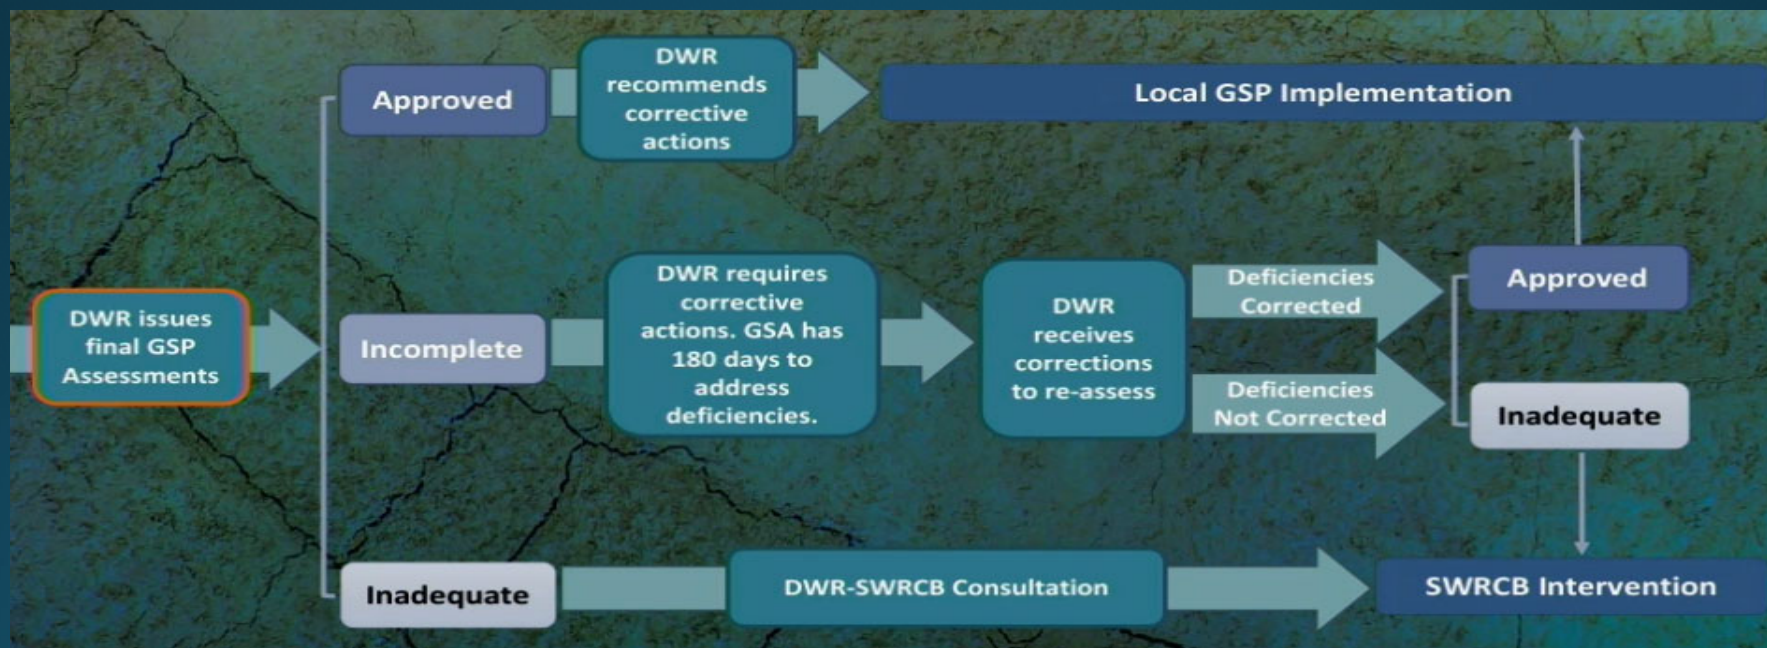 DWR issues
final GSP
Assessments
Approved
DWR
recommends
corrective
actions
Local GSP Implementation
Incomplete
DWR requires
corrective
actions. GSA has
180 days to
address
deficiencies.
DWR
receives
corrections
to re-assess
Deficiencies
Corrected
Approved
Deficiencies
Not Corrected
Inadequate
Inadequate
DWR-SWRCB Consultation
SWRCB Intervention